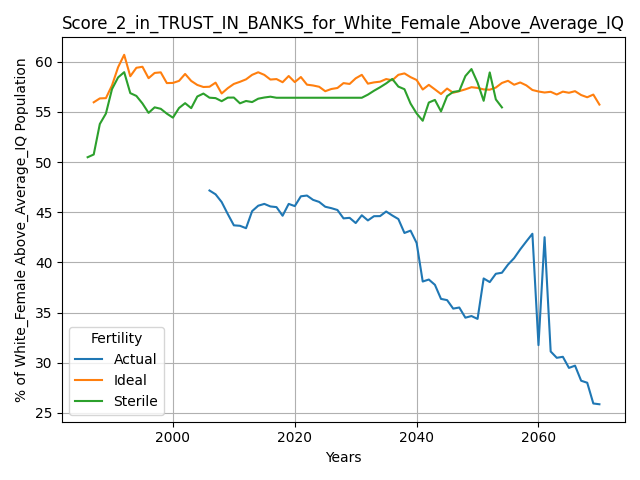 Score_2_in_TRUST_IN_BANKS_for_White_Female_Above_Average_IQ
% of White_Female Above_Average_IQ Population
60
55
50
45
40
35
30
25
Fertility
Actual
Ideal
Sterile
2000
2020
2040
2060
Years